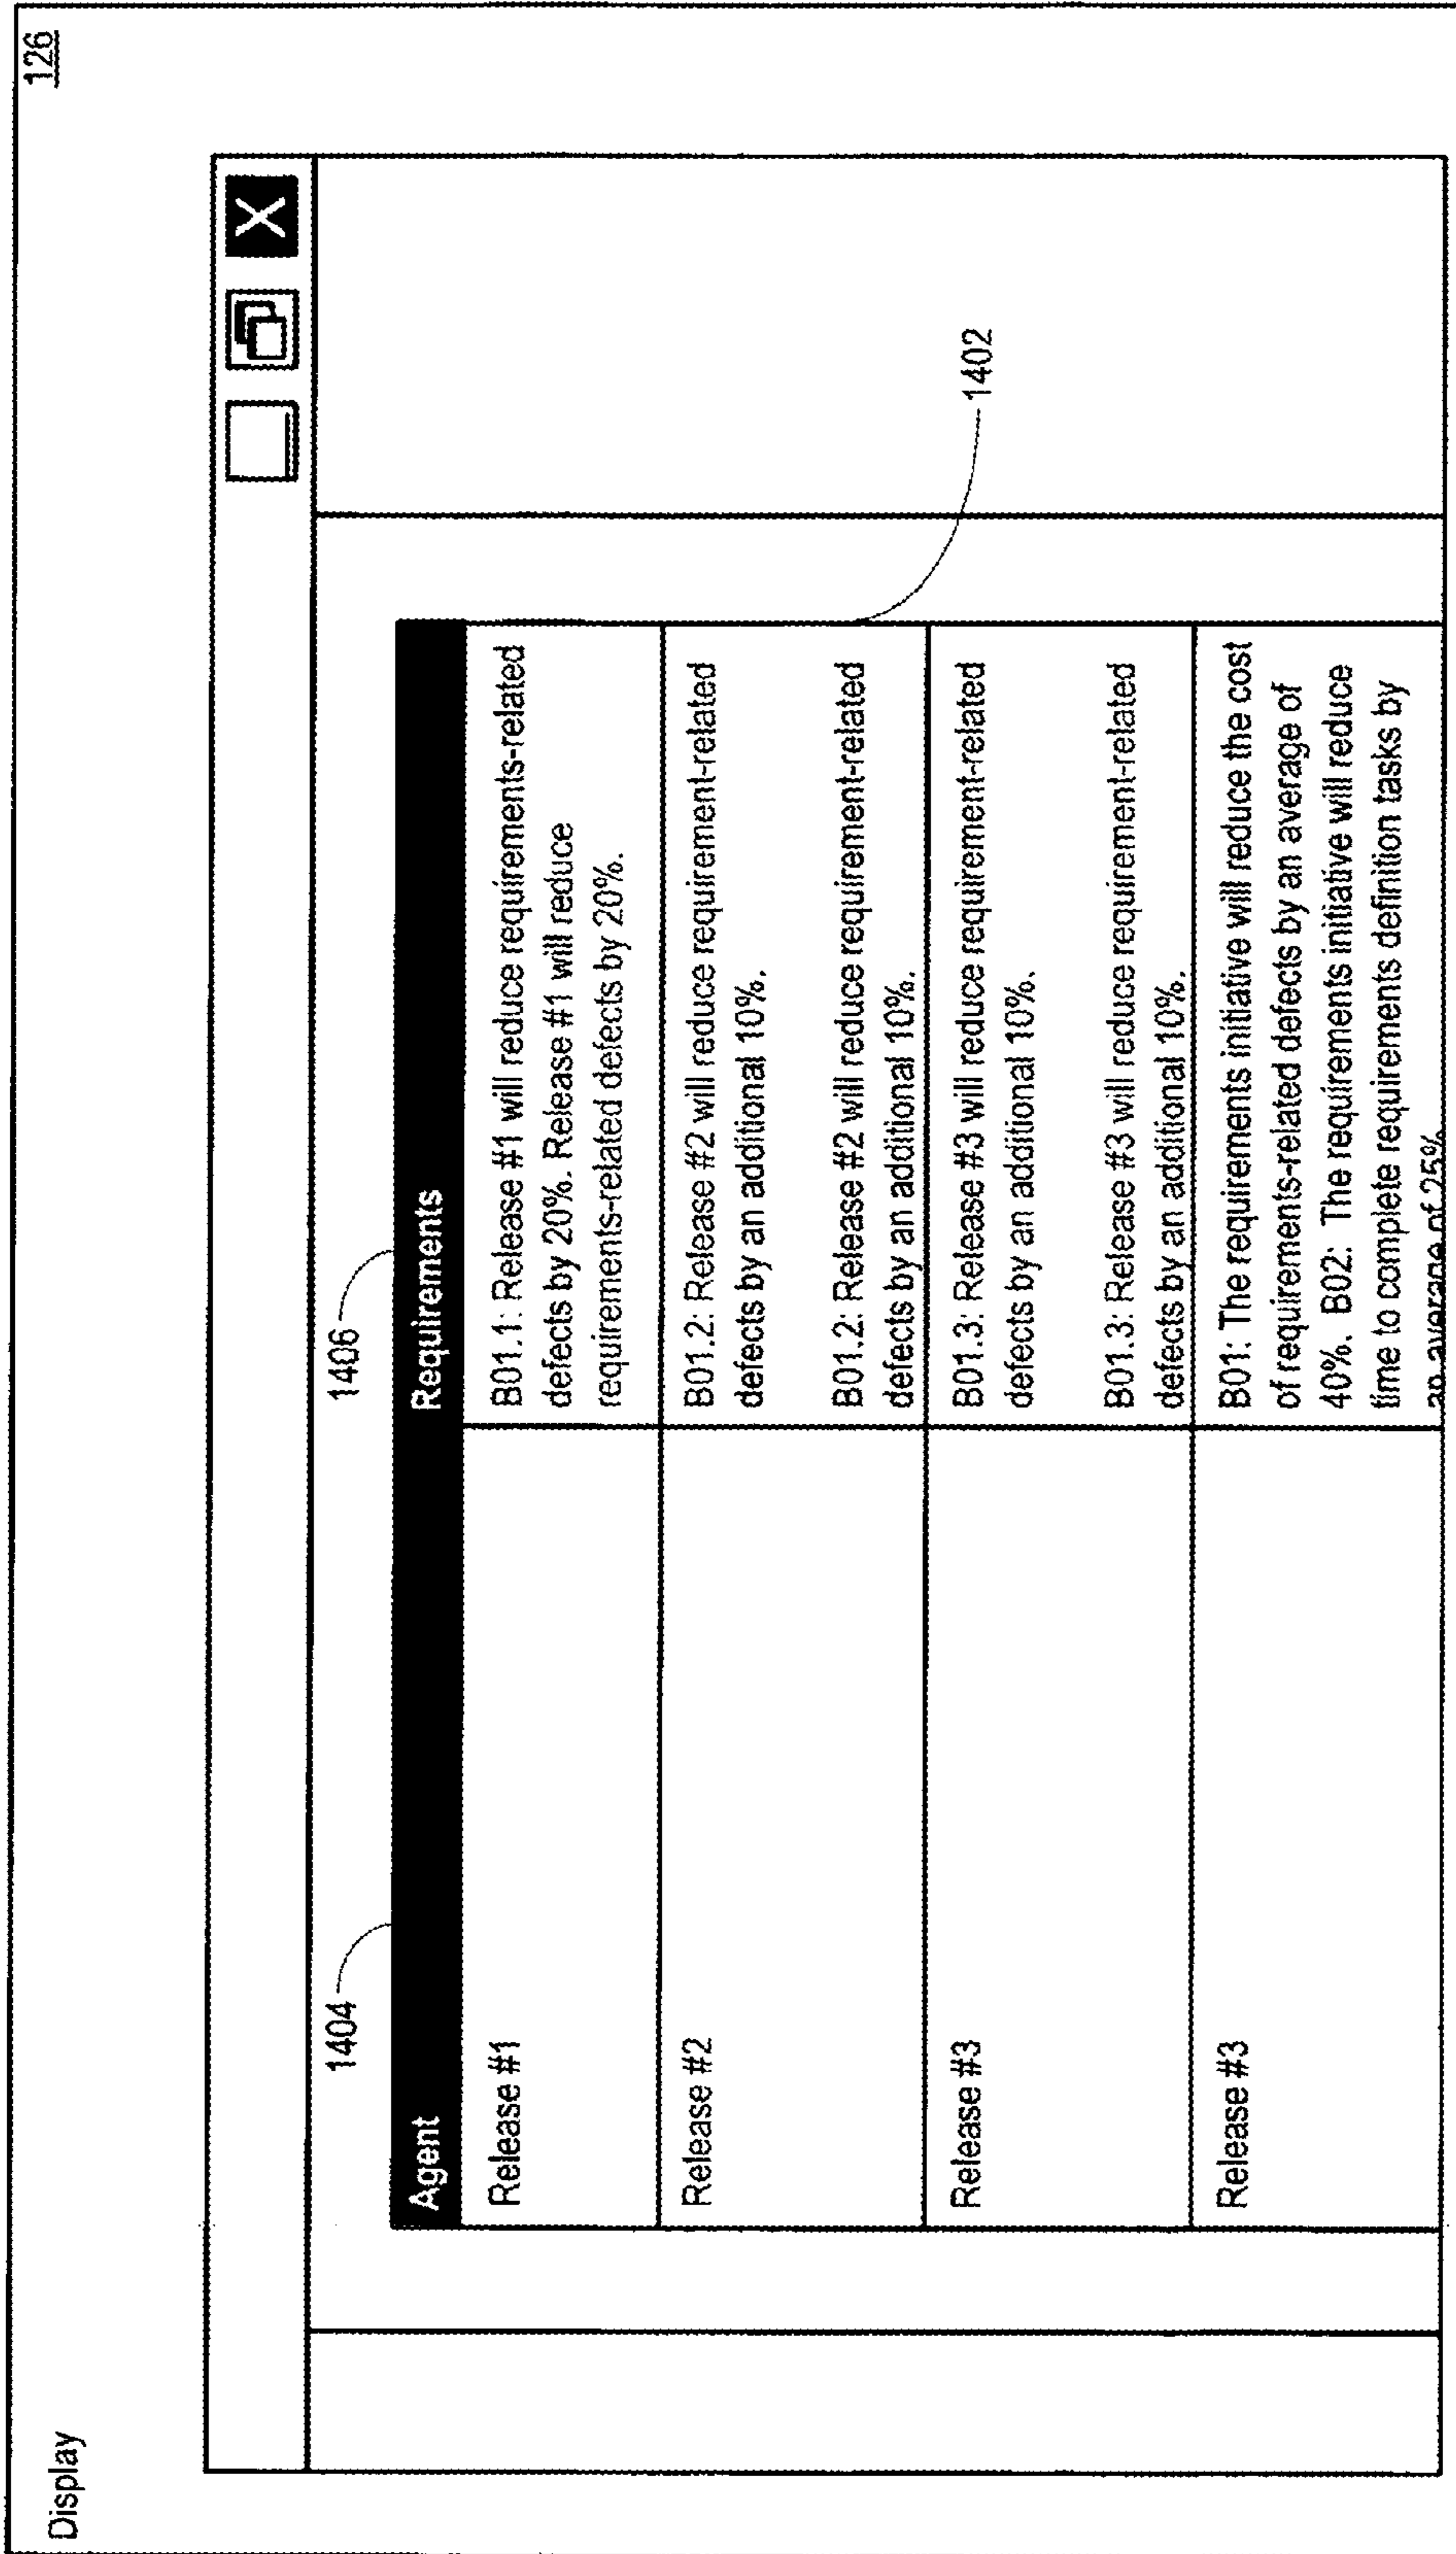 Display
126
X
1404
1406
Agent
Requirements
Release #1
B01.1: Release #1 will reduce requirements-related
defects by 20%. Release #1 will reduce
requirements-related defects by 20%.
Release #2
B01.2: Release #2 will reduce requirement-related
defects by an additional 10%.
B01.2: Release #2 will reduce requirement-related
defects by an additional 10%.
1402
Release #3
B01.3: Release #3 will reduce requirement-related
defects by an additional 10%.
B01.3: Release #3 will reduce requirement-related
defects by an additional 10%.
Release #3
B01: The requirements initiative will reduce the cost
of requirements-related defects by an average of
40%. B02: The requirements initiative will reduce
time to complete requirements definition tasks by
an average of 25%.